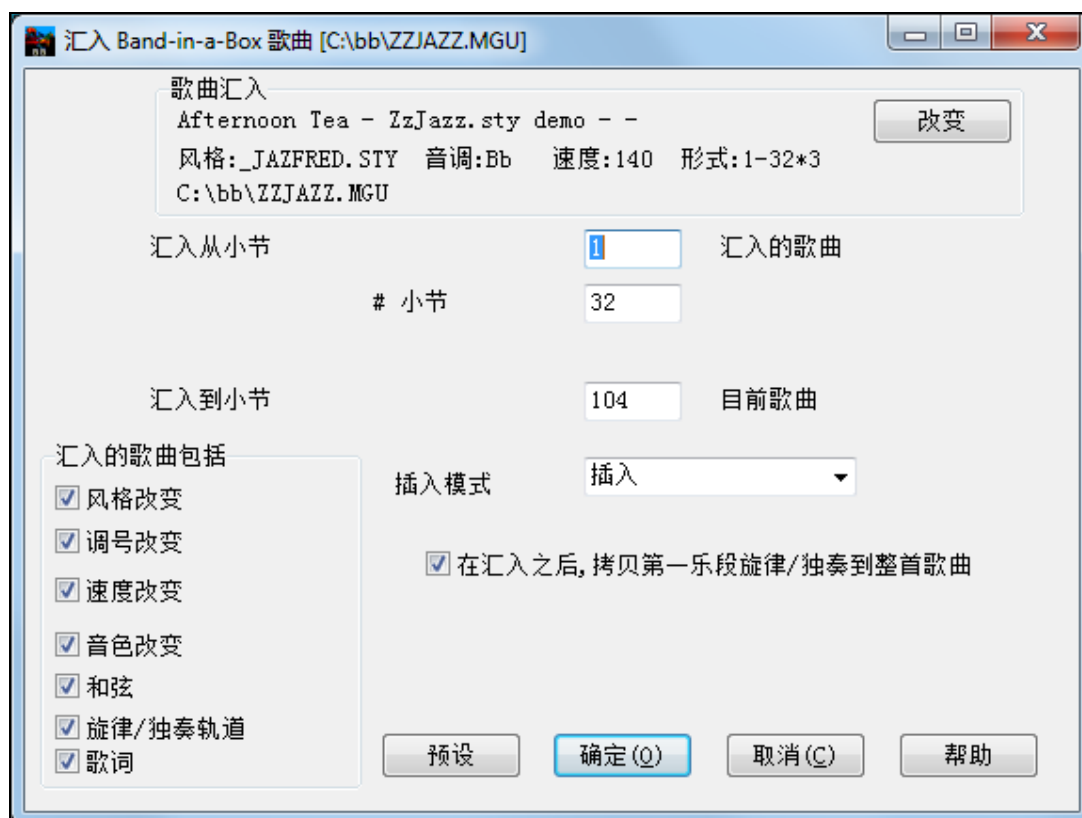 汇入 Band-in-a-Box 歌曲 [C:\bb\ZZJAZZ.MGU]
歌曲汇入
Afternoon Tea - ZzJazz.sty demo - -
改变
风格:_JAZFRED.STY 音调:Bb 速度:140 形式:1-32*3
C:\bb\ZZJAZZ.MGU
汇入从小节 1 汇入的歌曲
# 小节 32
汇入到小节 104 目前歌曲
汇入的歌曲包括
插入模式 插入
风格改变
调号改变
在汇入之后,拷贝第一乐段旋律/独奏到整首歌曲
速度改变
音色改变
和弦
旋律/独奏轨道
歌词
预设 确定(O) 取消(C) 帮助